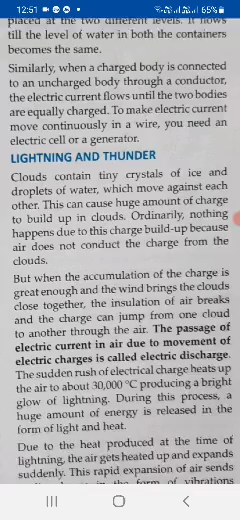 12:51
65%
placed at the two different levels. It flows
till the level of water in both the containers
becomes the same.
Similarly, when a charged body is connected
to an uncharged body through a conductor,
the electric current flows until the two bodies
are equally charged. To make electric current
move continuously in a wire, you need an
electric cell or a generator.
LIGHTNING AND THUNDER
Clouds contain tiny crystals of ice and
droplets of water, which move against each
other. This can cause huge amount of charge
to build up in clouds. Ordinarily, nothing
happens due to this charge build-up because
air does not conduct the charge from the
clouds.
But when the accumulation of the charge is
great enough and the wind brings the clouds
close together, the insulation of air breaks
and the charge can jump from one cloud
to another through the air. The passage of
electric current in air due to movement of
electric charges is called electric discharge.
The sudden rush of electrical charge heats up
the air to about 30,000 °C producing a bright
glow of lightning. During this process, a
huge amount of energy is released in the
form of light and heat.
Due to the heat produced at the time of
lightning, the air gets heated up and expands
suddenly. This rapid expansion of air sends
in the form of vibrations